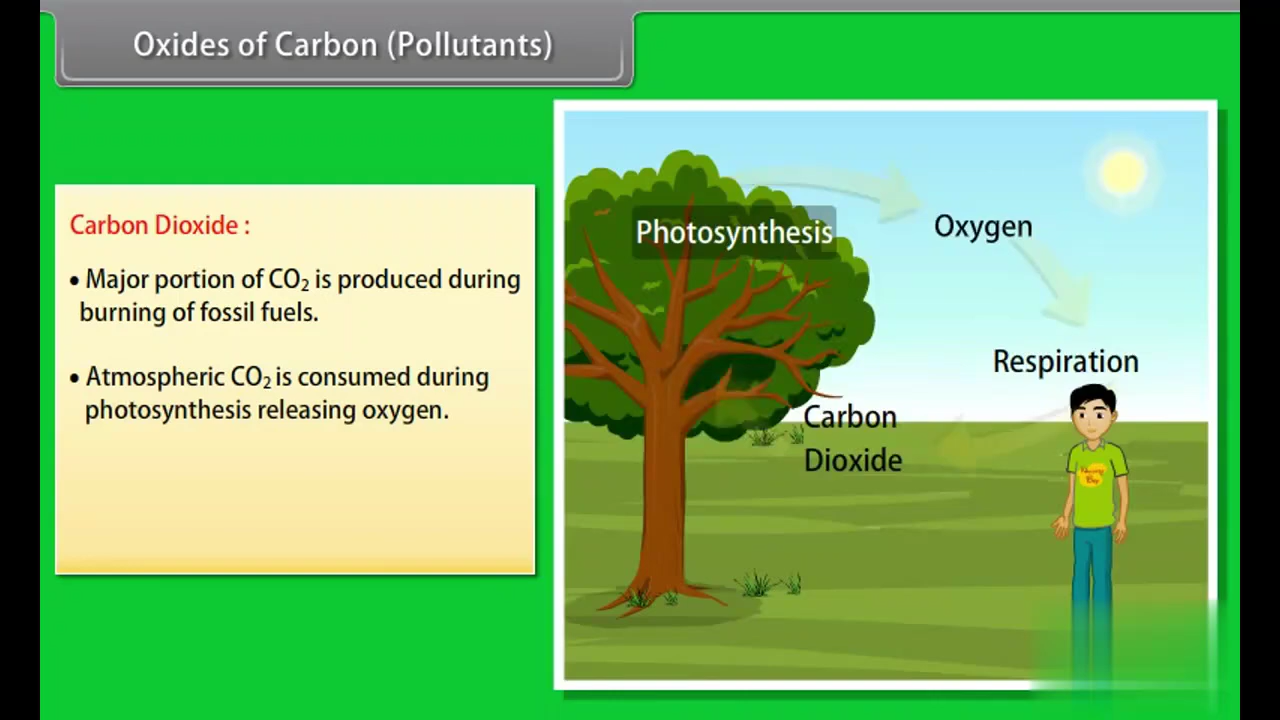 Oxides of Carbon (Pollutants)
Carbon Dioxide :
• Major portion of CO₂ is produced during
burning of fossil fuels.
• Atmospheric CO₂ is consumed during
photosynthesis releasing oxygen.
Photosynthesis
Oxygen
Respiration
Carbon
Dioxide